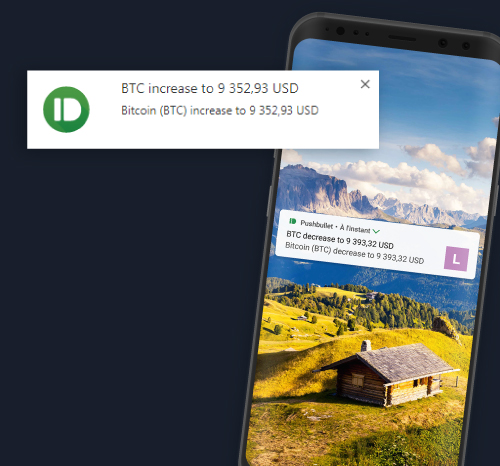 BTC increase to 9 352,93 USD
Bitcoin (BTC) increase to 9 352,93 USD
Pushbullet • À l'instant
BTC decrease to 9 393,32 USD
Bitcoin (BTC) decrease to 9 393,32 USD
L